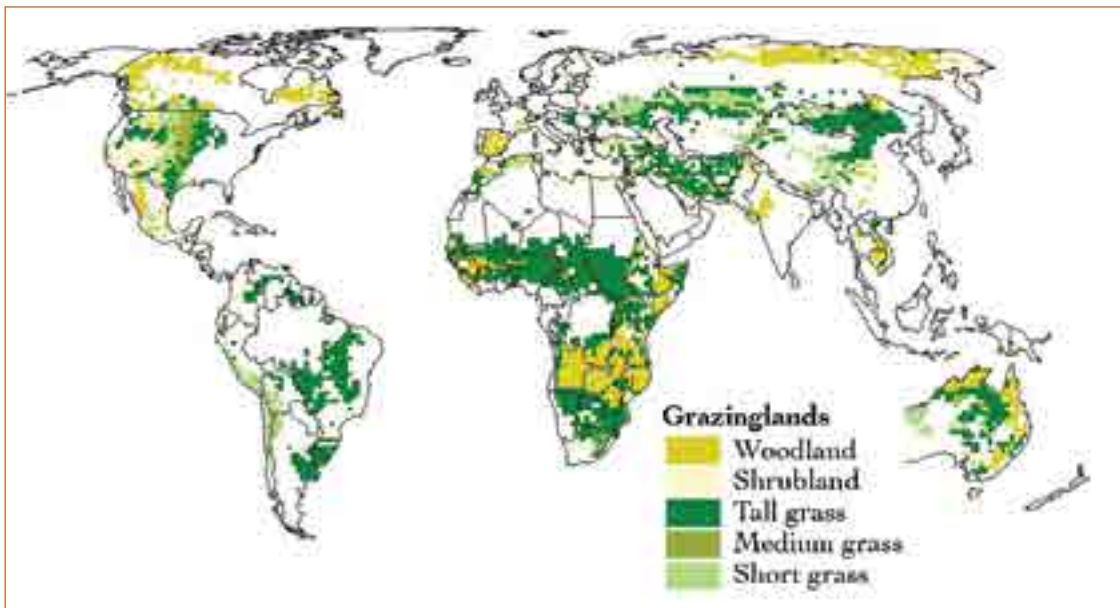 Grazinglands
Woodland
Shrubland
Tall grass
Medium grass
Short grass